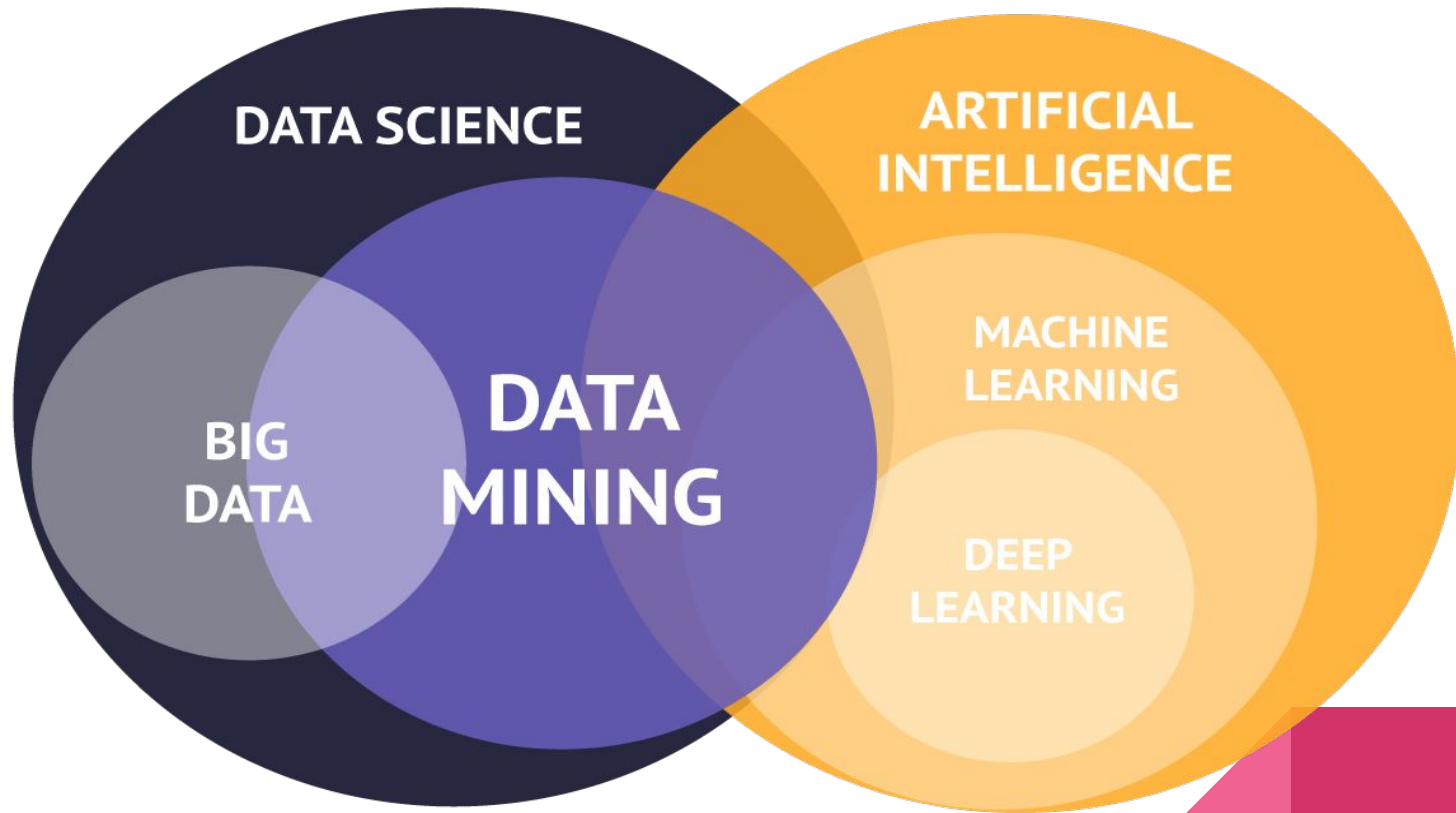 DATA SCIENCE
ARTIFICIAL
INTELLIGENCE
BIG
DATA
DATA
MINING
MACHINE
LEARNING
DEEP
LEARNING